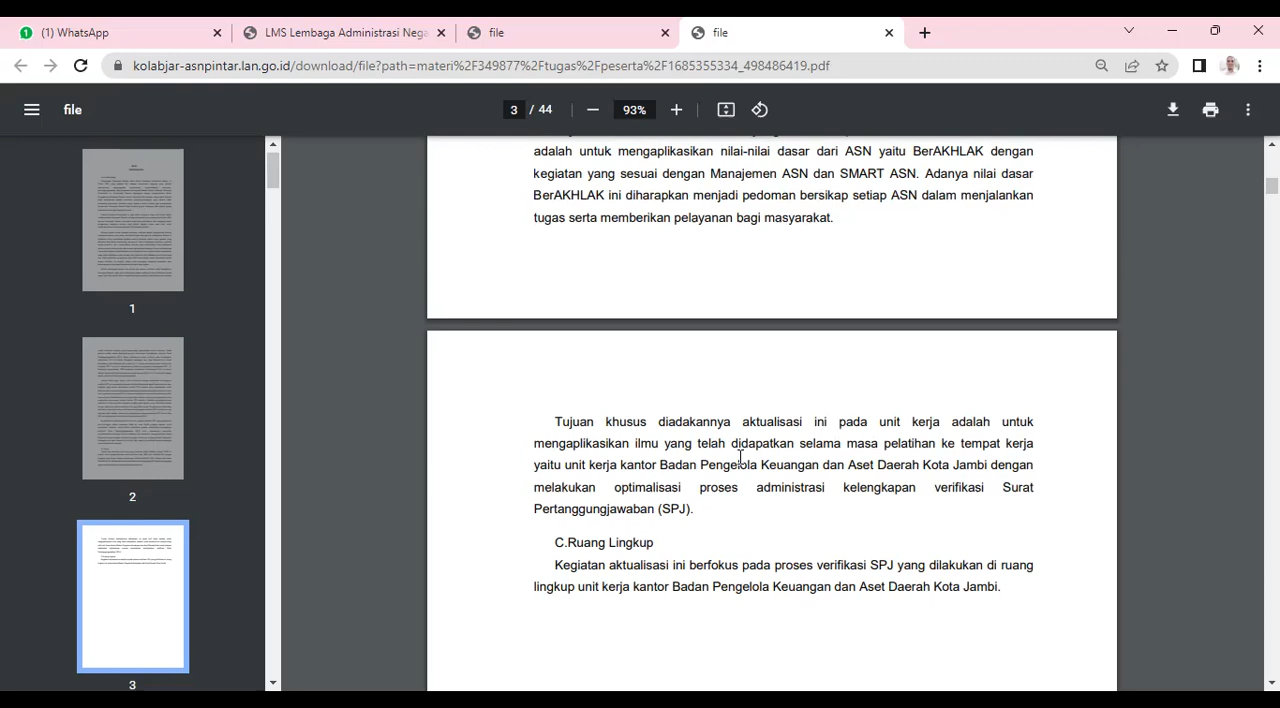 1 (1) WhatsApp
LMS Lembaga Administrasi Nega
file
file
kolabjar-asnpintar.lan.go.id/download/file?path=materi%2F349877%2Ftugas%2Fpeserta%2F1685355334_498486419.pdf
file
3 / 44
93%
adalah untuk mengaplikasikan nilai-nilai dasar dari ASN yaitu BerAKHLAK dengan
kegiatan yang sesuai dengan Manajemen ASN dan SMART ASN. Adanya nilai dasar
BerAKHLAK ini diharapkan menjadi pedoman bersikap setiap ASN dalam menjalankan
tugas serta memberikan pelayanan bagi masyarakat.
Tujuan khusus diadakannya aktualisasi ini pada unit kerja adalah untuk
mengaplikasikan ilmu yang telah didapatkan selama masa pelatihan ke tempat kerja
yaitu unit kerja kantor Badan Pengelola Keuangan dan Aset Daerah Kota Jambi dengan
melakukan optimalisasi proses administrasi kelengkapan verifikasi Surat
Pertanggungjawaban (SPJ).
C.Ruang Lingkup
Kegiatan aktualisasi ini berfokus pada proses verifikasi SPJ yang dilakukan di ruang
lingkup unit kerja kantor Badan Pengelola Keuangan dan Aset Daerah Kota Jambi.
1
2
3